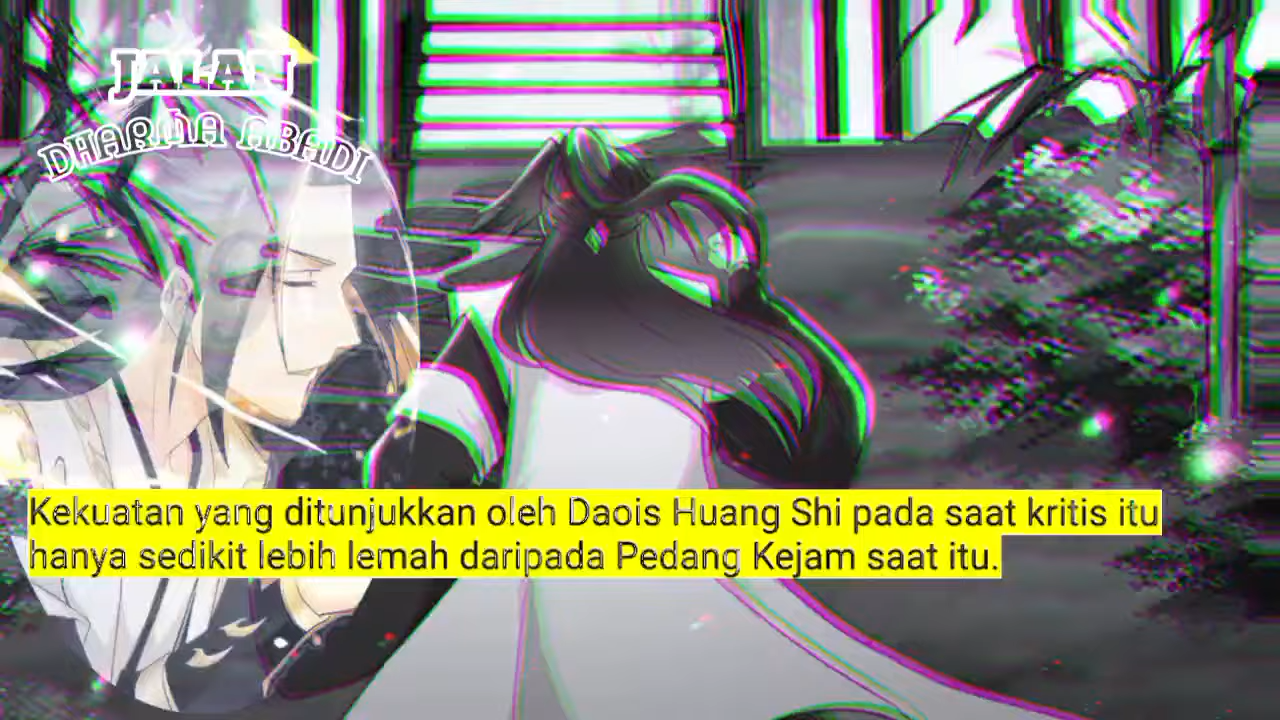 JALAN
DHARMA ABADI
Kekuatan yang ditunjukkan oleh Daois Huang Shi pada saat kritis itu
hanya sedikit lebih lemah daripada Pedang Kejam saat itu.